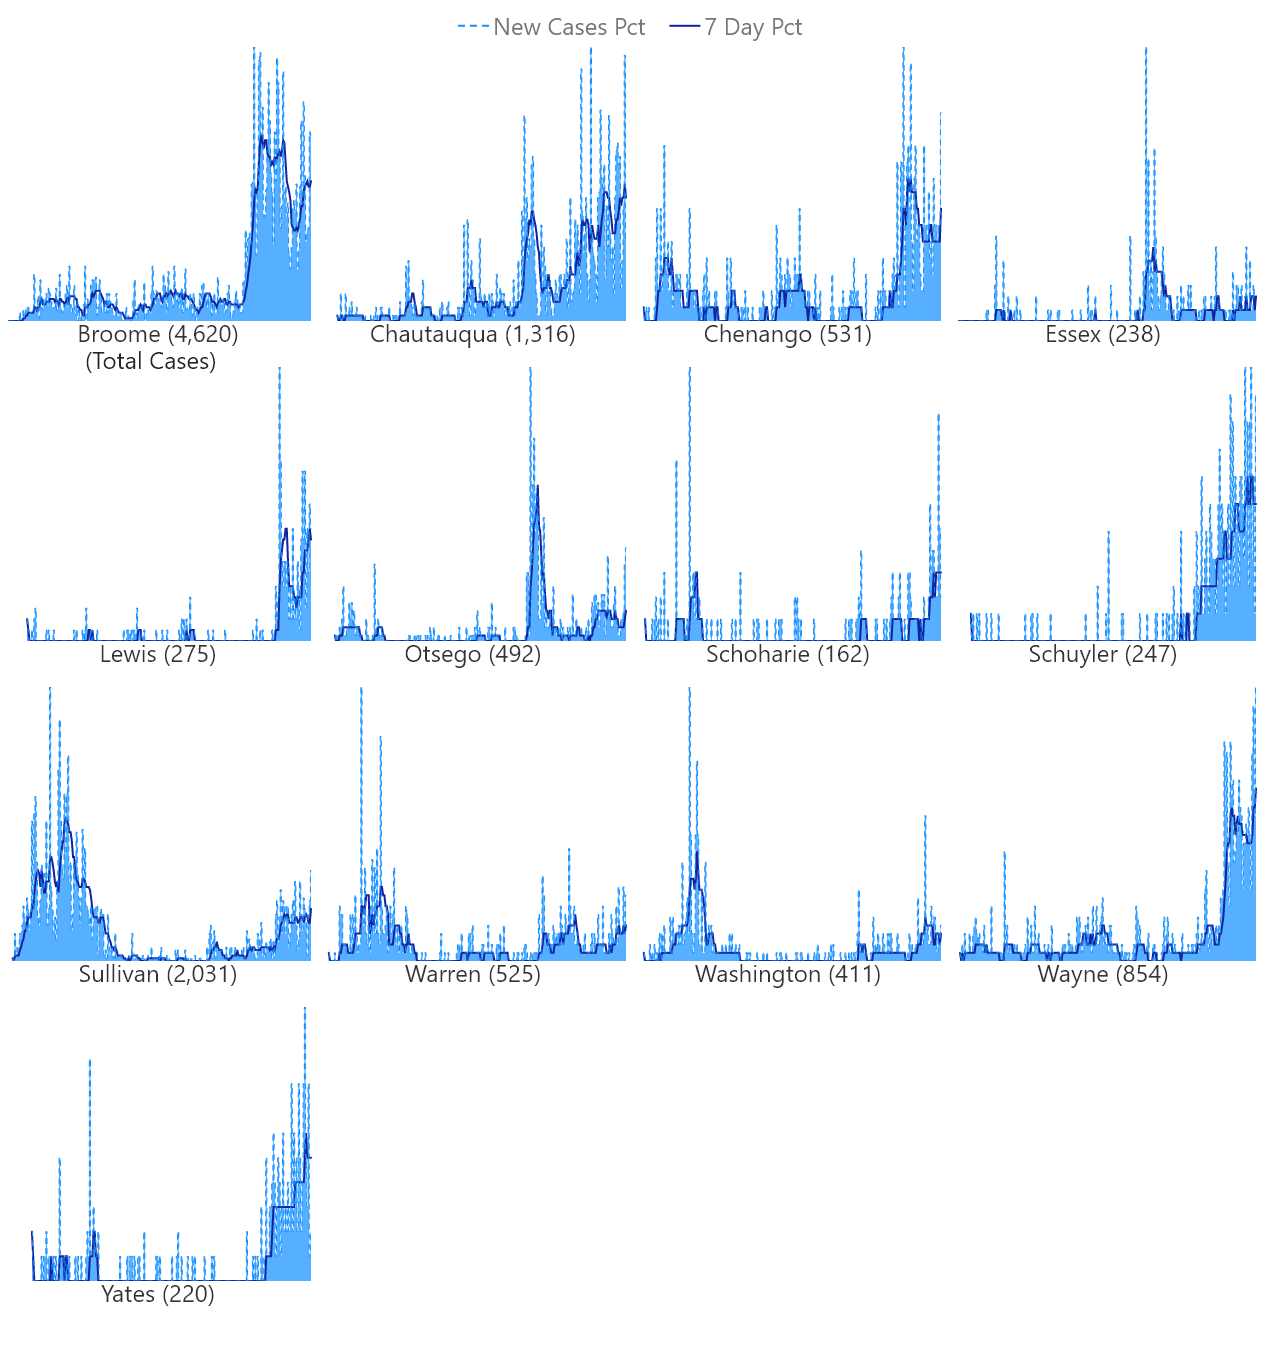 New Cases Pct 7 Day Pct
Broome (4,620) Chautauqua (1,316) Chenango (531) Essex (238)
(Total Cases)
Lewis (275) Otsego (492) Schoharie (162) Schuyler (247)
Sullivan (2,031) Warren (525) Washington (411) Wayne (854)
Yates (220)